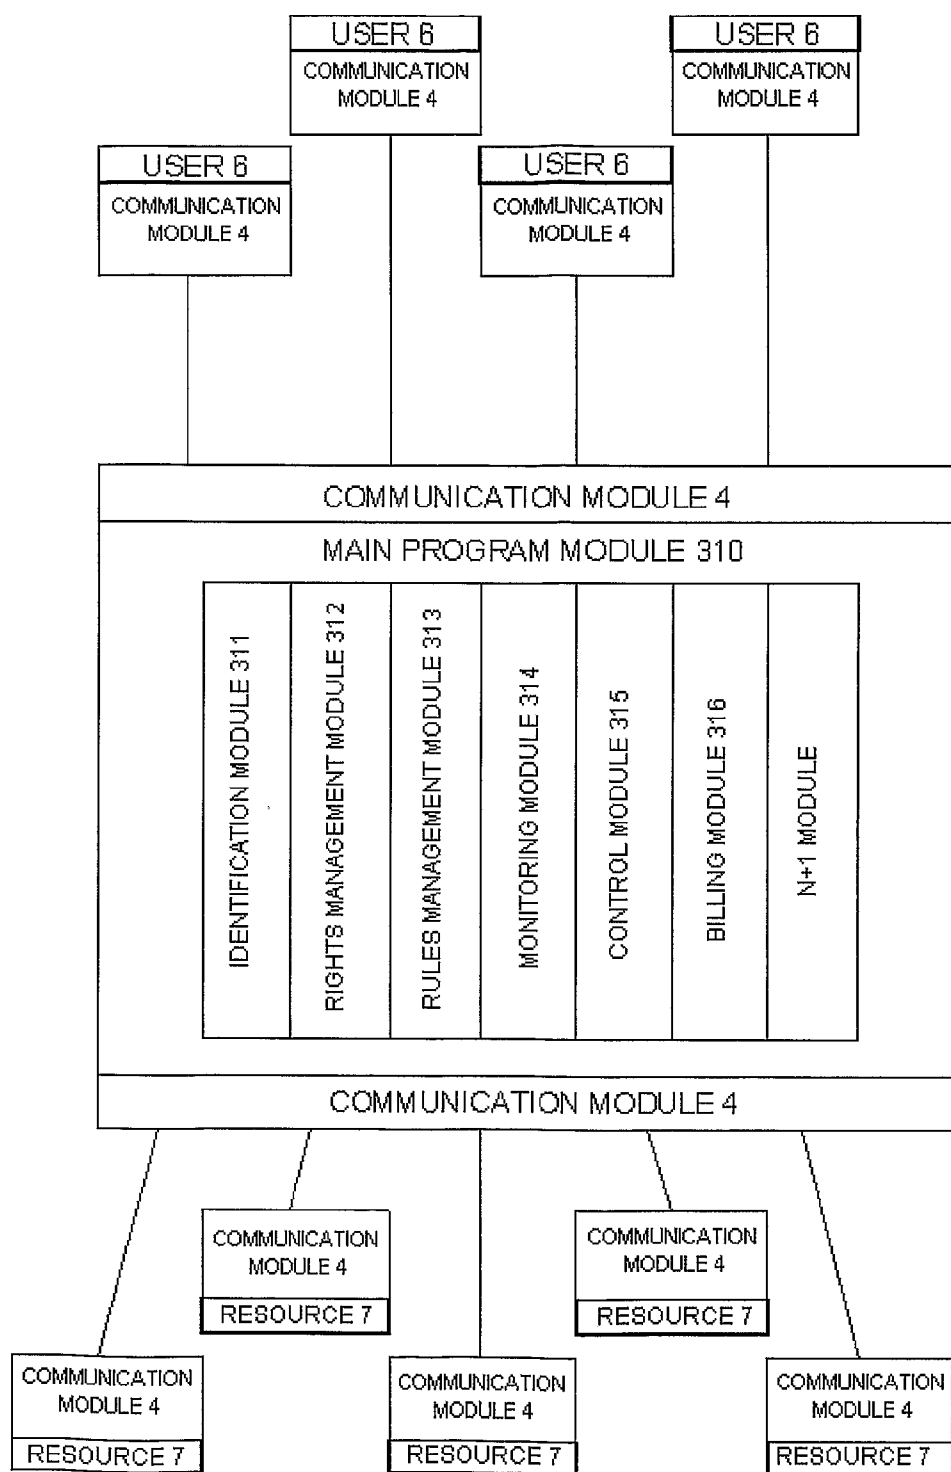 USER 6
COMMUNICATION
MODULE 4
USER 6
COMMUNICATION
MODULE 4
USER 6
COMMUNICATION
MODULE 4
USER 6
COMMUNICATION
MODULE 4
COMMUNICATION MODULE 4
MAIN PROGRAM MODULE 310
IDENTIFICATION MODULE 311
RIGHTS MANAGEMENT MODULE 312
RULES MANAGEMENT MODULE 313
MONITORING MODULE 314
CONTROL MODULE 315
BILLING MODULE 316
N+1 MODULE
COMMUNICATION MODULE 4
COMMUNICATION
MODULE 4
RESOURCE 7
COMMUNICATION
MODULE 4
RESOURCE 7
COMMUNICATION
MODULE 4
RESOURCE 7
COMMUNICATION
MODULE 4
RESOURCE 7
COMMUNICATION
MODULE 4
RESOURCE 7